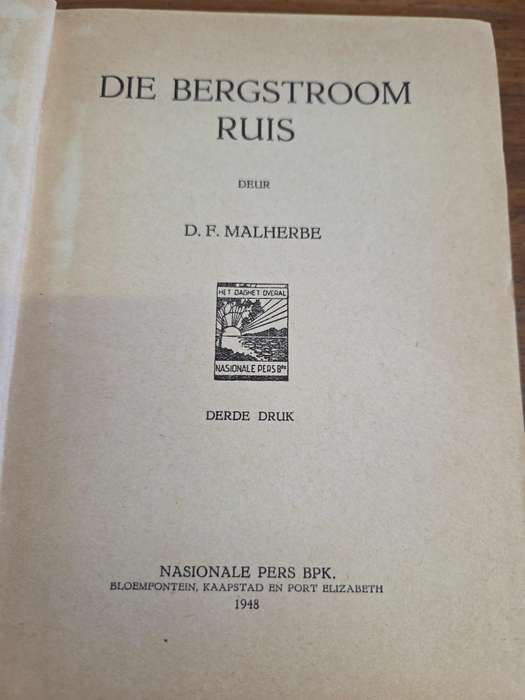 DIE BERGSTROOM
RUIS
DEUR
D. F. MALHERBE
HET DAGHET OVERAL
NASIONALE PERS BPK
DERDE DRUK
NASIONALE PERS BPK.
BLOEMFONTEIN, KAAPSTAD EN PORT ELIZABETH
1948